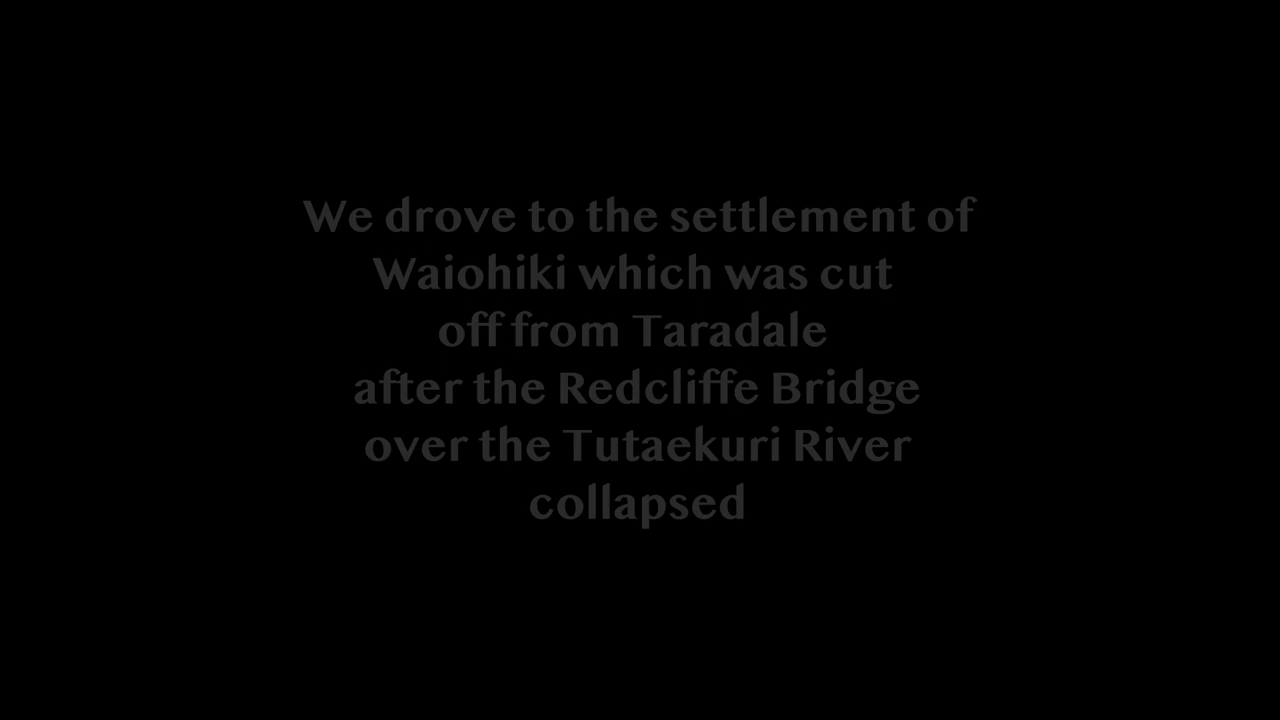 We drove to the settlement of
Waiohiki which was cut
off from Taradale
after the Redcliffe Bridge
over the Tutaekuri River
collapsed